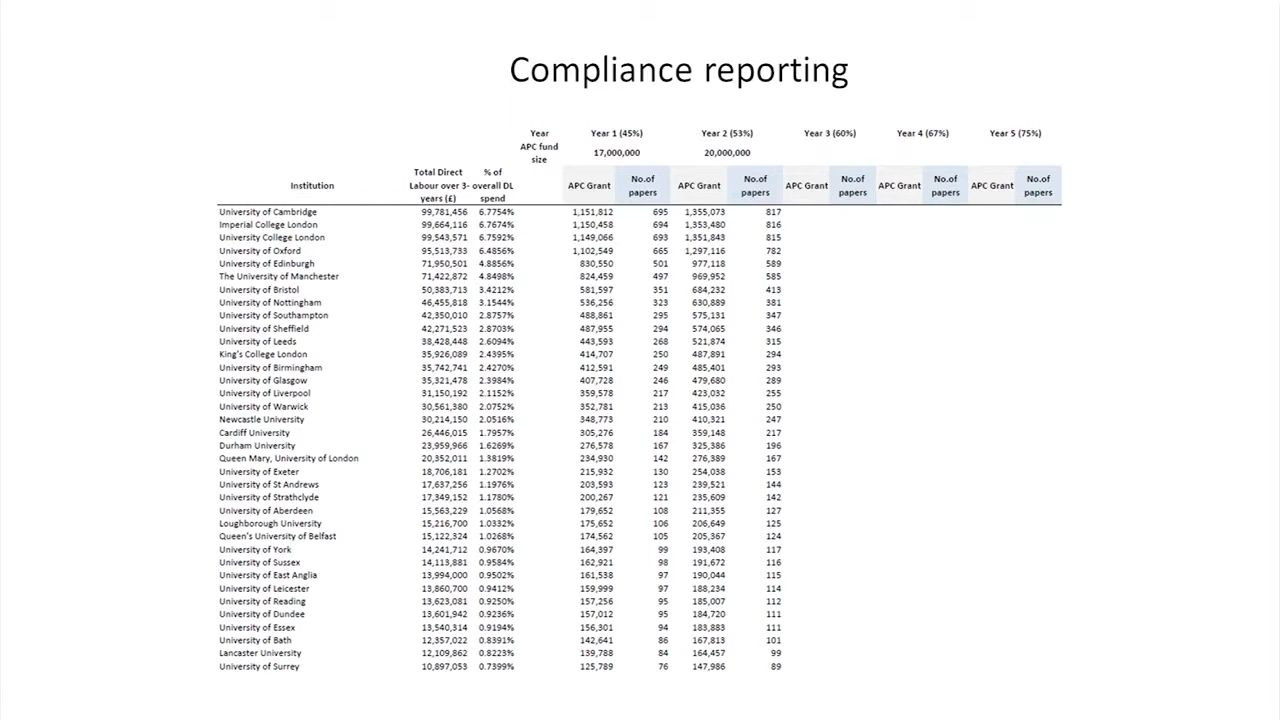 Compliance reporting
Year Year 1 (45%) Year 2 (53%) Year 3 (60%) Year 4 (67%) Year 5 (75%)
APC fund size 17,000,000 20,000,000
Institution Total Direct Labour over 3-years (£) % of overall DL spend APC Grant No.of papers APC Grant No.of papers APC Grant No.of papers APC Grant No.of papers APC Grant No.of papers
University of Cambridge 99,781,456 6.7754% 1,151,812 695 1,355,073 817
Imperial College London 99,664,116 6.7674% 1,150,458 694 1,353,480 816
University College London 99,543,571 6.7592% 1,149,066 693 1,351,843 815
University of Oxford 95,513,733 6.4856% 1,102,549 665 1,297,116 782
University of Edinburgh 71,950,501 4.8856% 830,550 501 977,118 589
The University of Manchester 71,422,872 4.8498% 824,459 497 969,952 585
University of Bristol 50,383,713 3.4212% 581,597 351 684,232 413
University of Nottingham 46,455,818 3.1544% 536,256 323 630,889 381
University of Southampton 42,350,010 2.8757% 488,861 295 575,131 347
University of Sheffield 42,271,523 2.8703% 487,955 294 574,065 346
University of Leeds 38,428,448 2.6094% 443,593 268 521,874 315
King's College London 35,926,089 2.4395% 414,707 250 487,891 294
University of Birmingham 35,742,741 2.4270% 412,591 249 485,401 293
University of Glasgow 35,321,478 2.3984% 407,728 246 479,680 289
University of Liverpool 31,150,192 2.1152% 359,578 217 423,032 255
University of Warwick 30,561,380 2.0752% 352,781 213 415,036 250
Newcastle University 30,214,150 2.0516% 348,773 210 410,321 247
Cardiff University 26,446,015 1.7957% 305,276 184 359,148 217
Durham University 23,959,966 1.6269% 276,578 167 325,386 196
Queen Mary, University of London 20,352,011 1.3819% 234,930 142 276,389 167
University of Exeter 18,706,181 1.2702% 215,932 130 254,038 153
University of St Andrews 17,637,256 1.1976% 203,593 123 239,521 144
University of Strathclyde 17,349,152 1.1780% 200,267 121 235,609 142
University of Aberdeen 15,563,229 1.0568% 179,652 108 211,355 127
Loughborough University 15,216,700 1.0332% 175,652 106 206,649 125
Queen's University of Belfast 15,122,324 1.0268% 174,562 105 205,367 124
University of York 14,241,712 0.9670% 164,397 99 193,408 117
University of Sussex 14,113,881 0.9584% 162,921 98 191,672 116
University of East Anglia 13,994,000 0.9502% 161,538 97 190,044 115
University of Leicester 13,860,700 0.9412% 159,999 97 188,234 114
University of Reading 13,623,081 0.9250% 157,256 95 185,007 112
University of Dundee 13,601,942 0.9236% 157,012 95 184,720 111
University of Essex 13,540,314 0.9194% 156,301 94 183,883 111
University of Bath 12,357,022 0.8391% 142,641 86 167,813 101
Lancaster University 12,109,862 0.8223% 139,788 84 164,457 99
University of Surrey 10,897,053 0.7399% 125,789 76 147,986 89